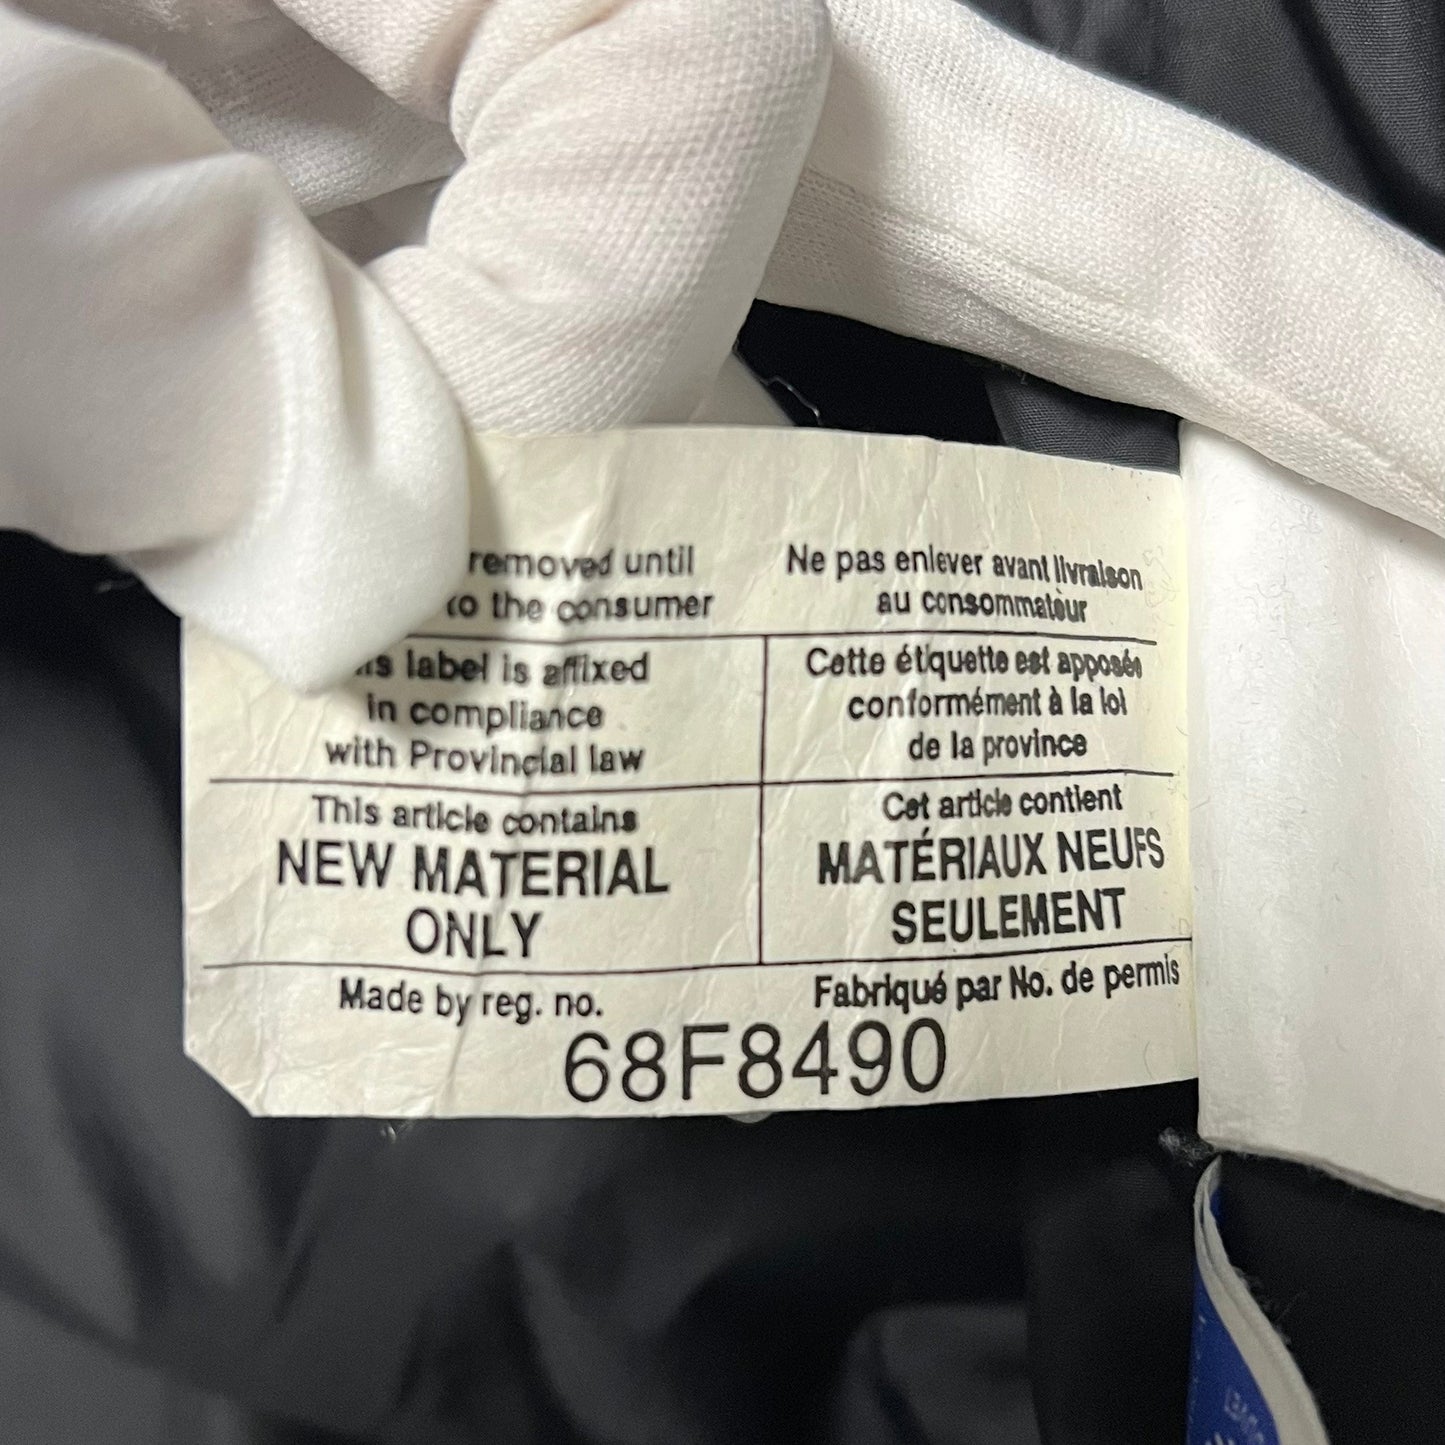 removed until
to the consumer
Ne pas enlever avant livraison
au consommateur
label is affixed
in compliance
with Provincial law
Cette étiquette est apposée
conformément à la loi
de la province
This article contains
NEW MATERIAL
ONLY
Cet article contient
MATÉRIAUX NEUFS
SEULEMENT
Made by reg. no.
Fabriqué par No. de permis
68F8490